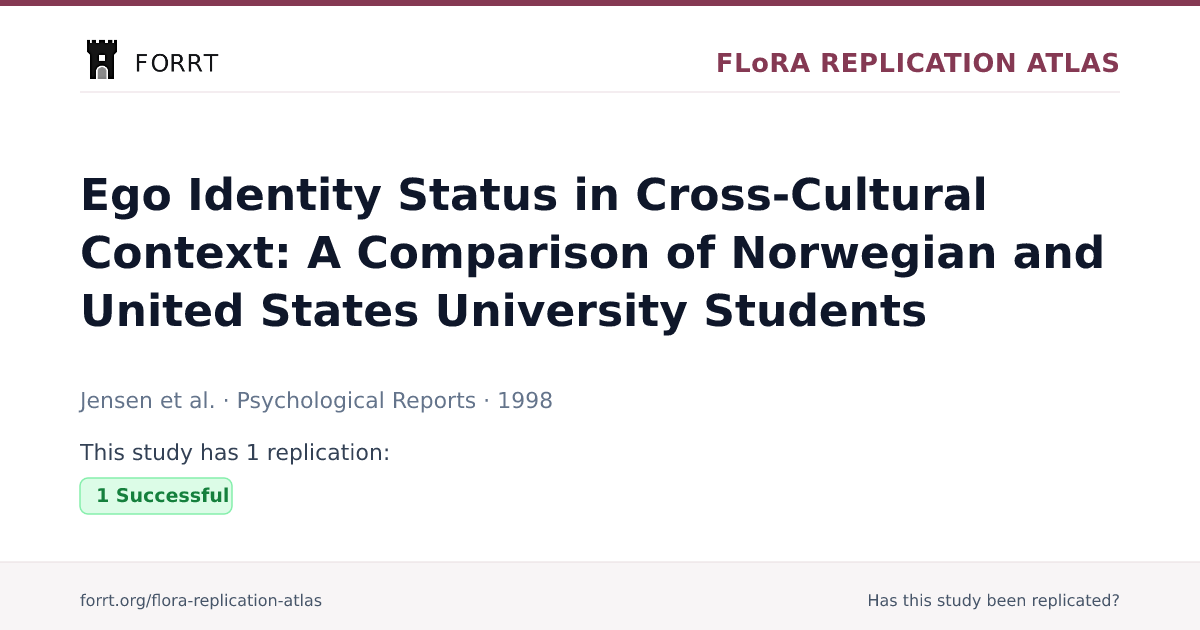 FORRT
FLoRA REPLICATION ATLAS
Ego Identity Status in Cross-Cultural
Context: A Comparison of Norwegian and
United States University Students
Jensen et al. · Psychological Reports · 1998
This study has 1 replication:
1 Successful
forrt.org/flora-replication-atlas
Has this study been replicated?